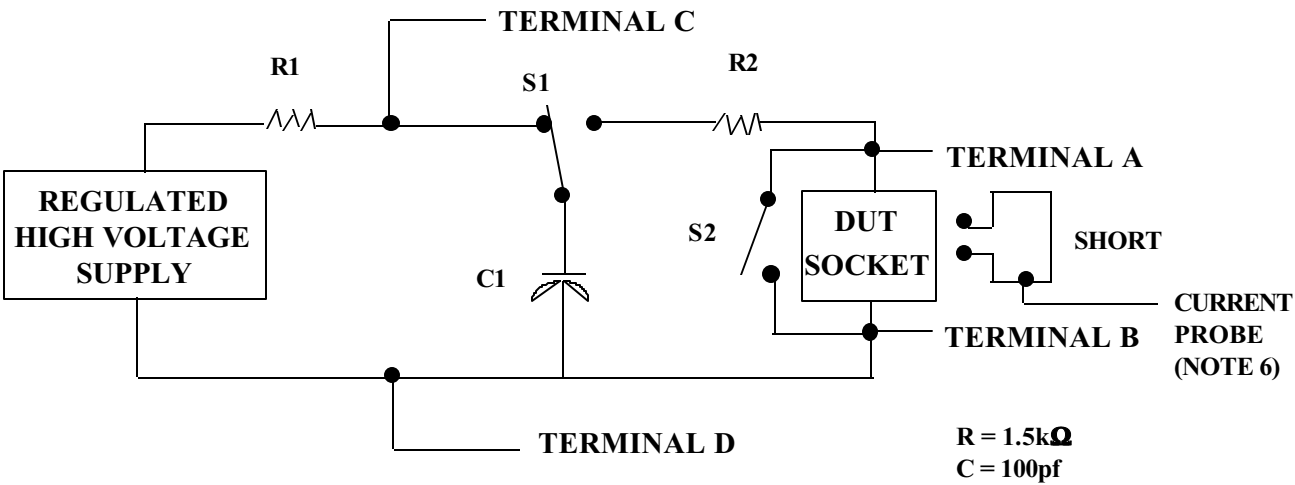 TERMINAL C
R1
S1
R2
TERMINAL A
REGULATED
HIGH VOLTAGE
SUPPLY
S2
DUT
SOCKET
SHORT
C1
CURRENT
PROBE
(NOTE 6)
TERMINAL B
TERMINAL D
R = 1.5kΩ
C = 100pf